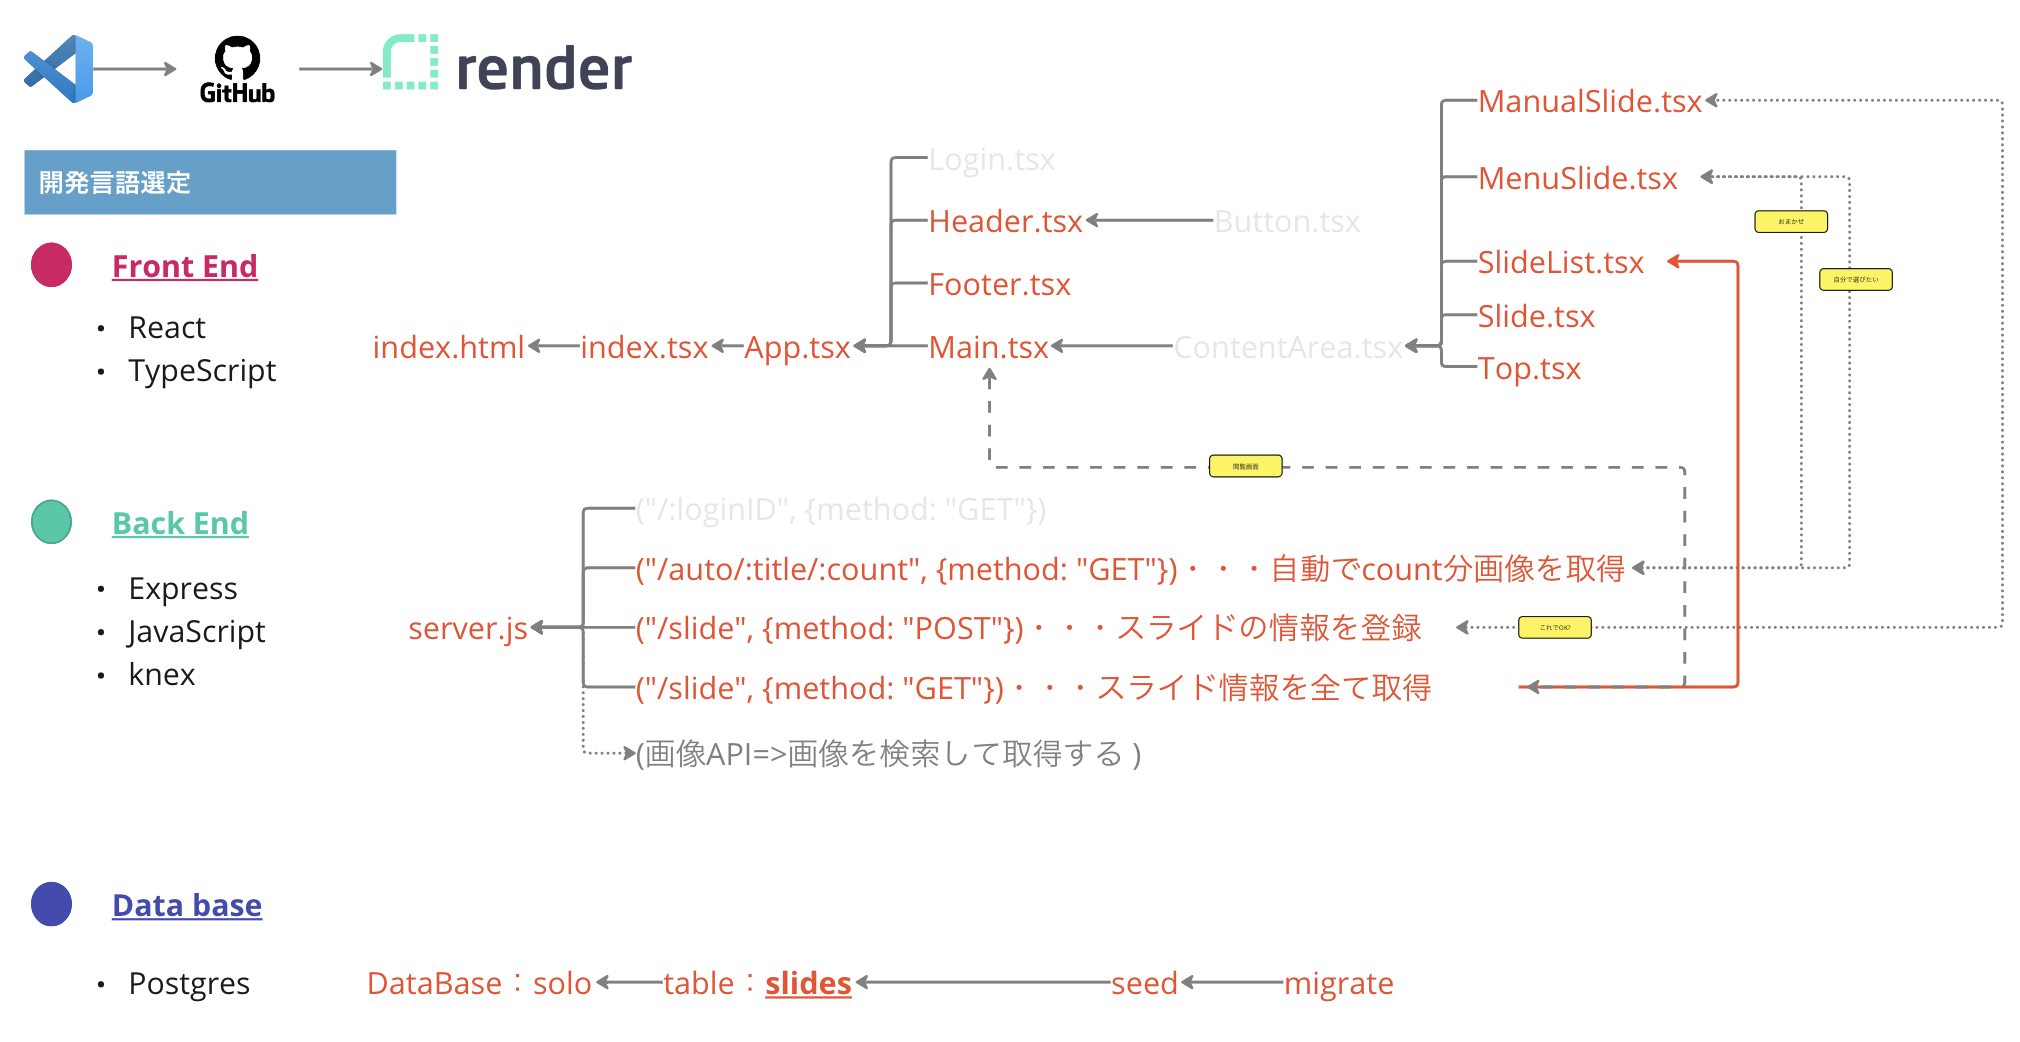 GitHub
render
開発言語選定
Front End
• React
• TypeScript
index.html
index.tsx
App.tsx
Login.tsx
Header.tsx
Button.tsx
Footer.tsx
Main.tsx
ContentArea.tsx
ManualSlide.tsx
MenuSlide.tsx
SlideList.tsx
Slide.tsx
Top.tsx
おまかせ
自分で選びたい
閲覧画面
Back End
• Express
• JavaScript
• knex
server.js
("/:loginID", {method: "GET"})
("/auto/:title/:count", {method: "GET"})・・・自動でcount分画像を取得
("/slide", {method: "POST"})・・・スライドの情報を登録
これでOK?
("/slide", {method: "GET"})・・・スライド情報を全て取得
(画像API=>画像を検索して取得する )
Data base
• Postgres
DataBase：solo
table：slides
seed
migrate